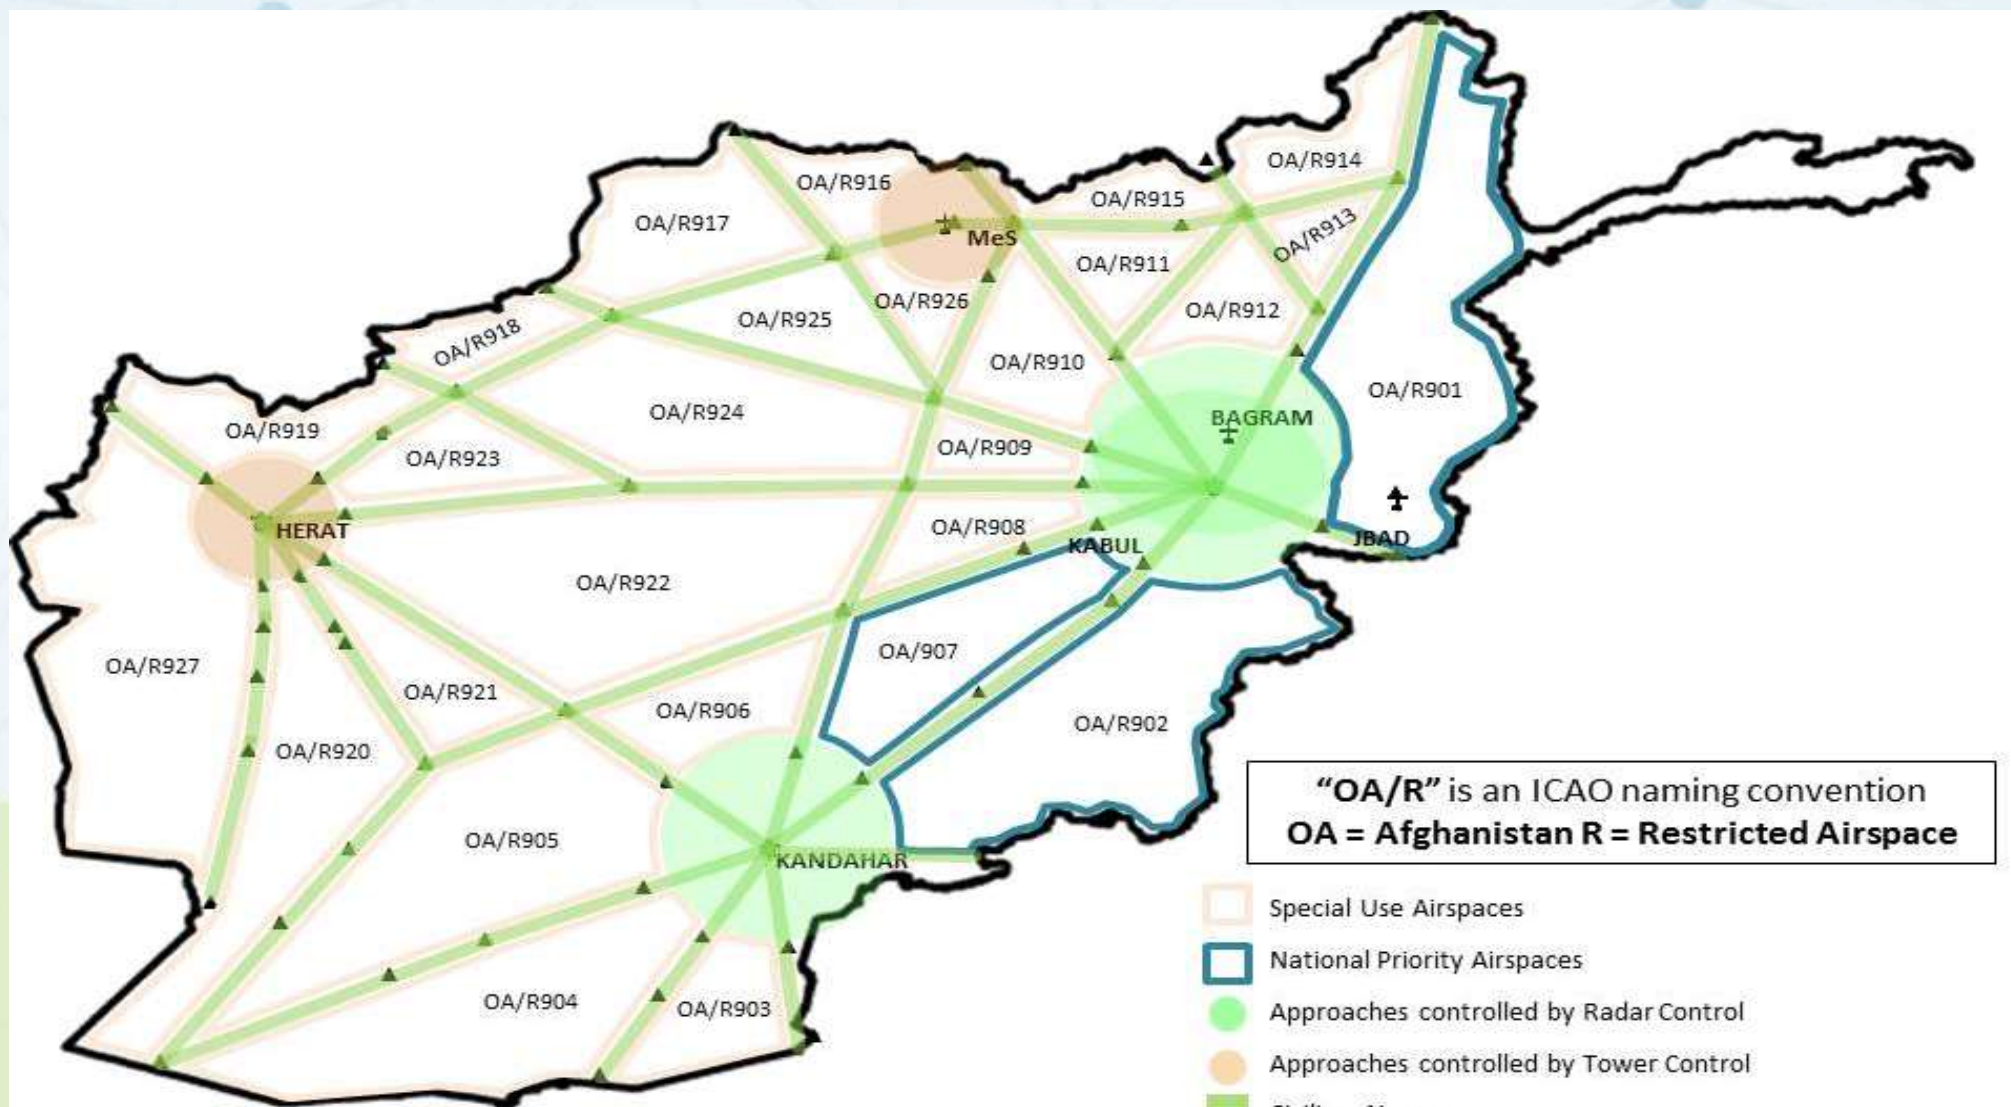 OA/R914
OA/R916
OA/R915
OA/R917
OA/R913
MeS
OA/R911
OA/R926
OA/R912
OA/R925
OA/R918
OA/R910
OA/R901
OA/R924
BAGRAM
OA/R919
OA/R909
OA/R923
HERAT
OA/R908
KABUL
JBAD
OA/R922
OA/907
OA/R927
OA/R921
OA/R906
OA/R902
OA/R920
OA/R905
KANDAHAR
OA/R904
OA/R903
“OA/R” is an ICAO naming convention
OA = Afghanistan R = Restricted Airspace
Special Use Airspaces
National Priority Airspaces
Approaches controlled by Radar Control
Approaches controlled by Tower Control